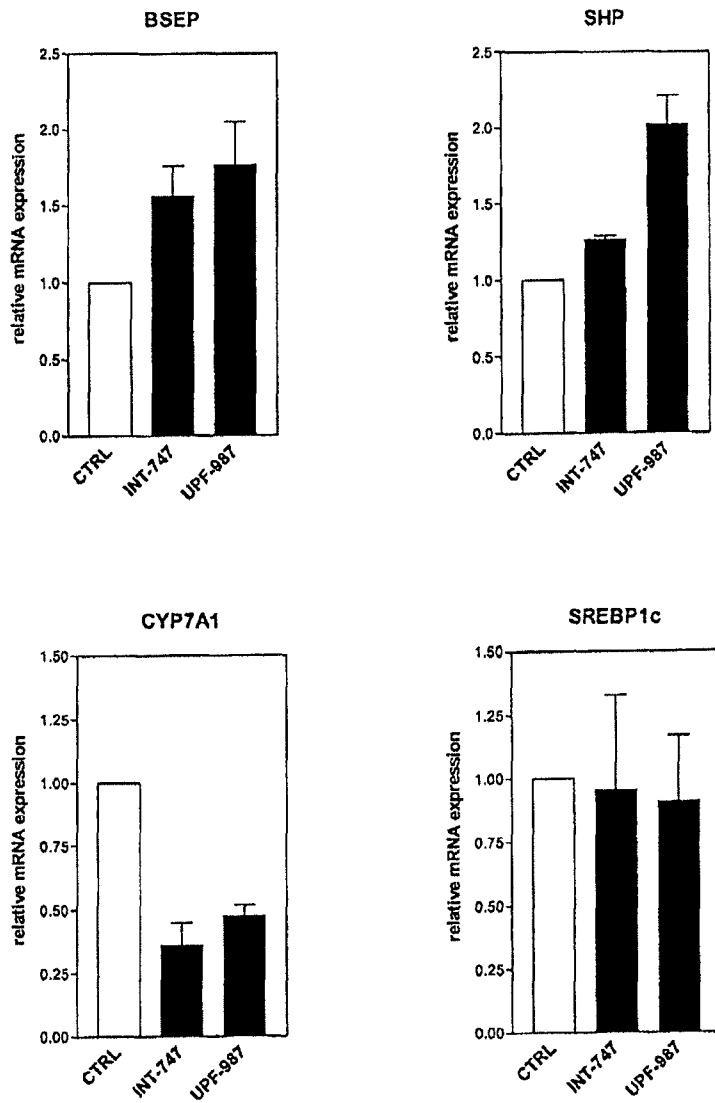 BSEP
relative mRNA expression
2.5
2.0
1.5
1.0
0.5
0.0
CTRL
INT-747
UPF-987
SHP
relative mRNA expression
2.5
2.0
1.5
1.0
0.5
0.0
CTRL
INT-747
UPF-987
CYP7A1
relative mRNA expression
1.50
1.25
1.00
0.75
0.50
0.25
0.00
CTRL
INT-747
UPF-987
SREBP1c
relative mRNA expression
1.50
1.25
1.00
0.75
0.50
0.25
0.00
CTRL
INT-747
UPF-987